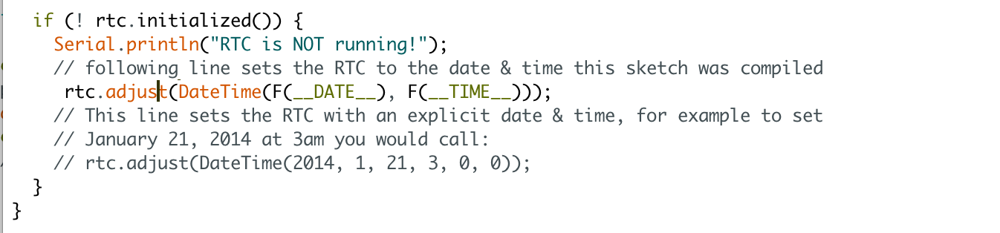 if (! rtc.initialized()) {
Serial.println("RTC is NOT running!");
// following line sets the RTC to the date & time this sketch was compiled
rtc.adjust(DateTime(F(__DATE__), F(__TIME__)));
// This line sets the RTC with an explicit date & time, for example to set
// January 21, 2014 at 3am you would call:
// rtc.adjust(DateTime(2014, 1, 21, 3, 0, 0));
}
}